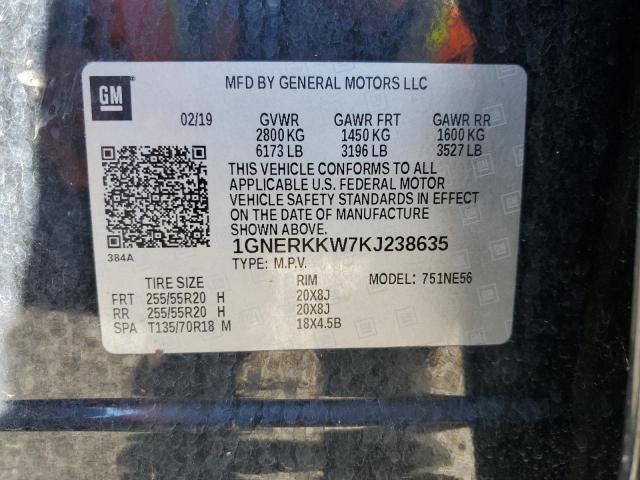 GM
MFD BY GENERAL MOTORS LLC
02/19 GVWR GAWR FRT GAWR RR
2800 KG 1450 KG 1600 KG
6173 LB 3196 LB 3527 LB
THIS VEHICLE CONFORMS TO ALL
APPLICABLE U.S. FEDERAL MOTOR
VEHICLE SAFETY STANDARDS IN EFFECT
ON THE DATE OF MANUFACTURE
SHOWN ABOVE.
384A
1GNERKKW7KJ238635
TYPE: M.P.V.
TIRE SIZE RIM MODEL: 751NE56
FRT 255/55R20 H 20X8J
RR 255/55R20 H 20X8J
SPA T135/70R18 M 18X4.5B